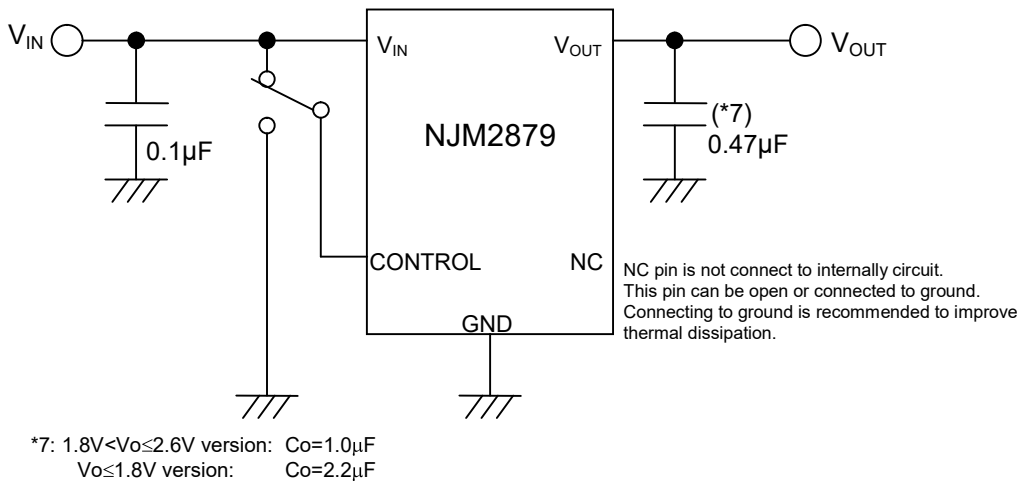 VIN
VIN
VOUT
VOUT
(*7)
0.1µF
NJM2879
0.47µF
CONTROL
NC
NC pin is not connect to internally circuit.
This pin can be open or connected to ground.
Connecting to ground is recommended to improve
thermal dissipation.
GND
*7: 1.8V<Vo≤2.6V version: Co=1.0µF
Vo≤1.8V version: Co=2.2µF